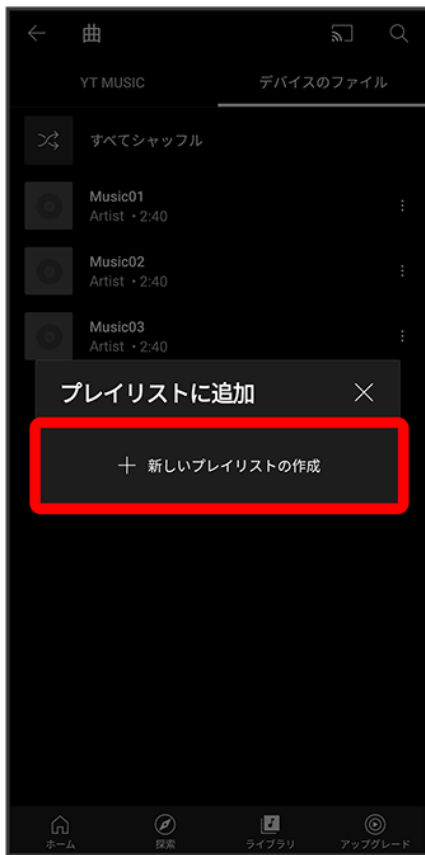 曲
YT MUSIC デバイスのファイル
すべてシャッフル
Music01
Artist • 2:40
Music02
Artist • 2:40
Music03
Artist • 2:40
プレイリストに追加
新しいプレイリストの作成
ホーム 探索 ライブラリ アップグレード